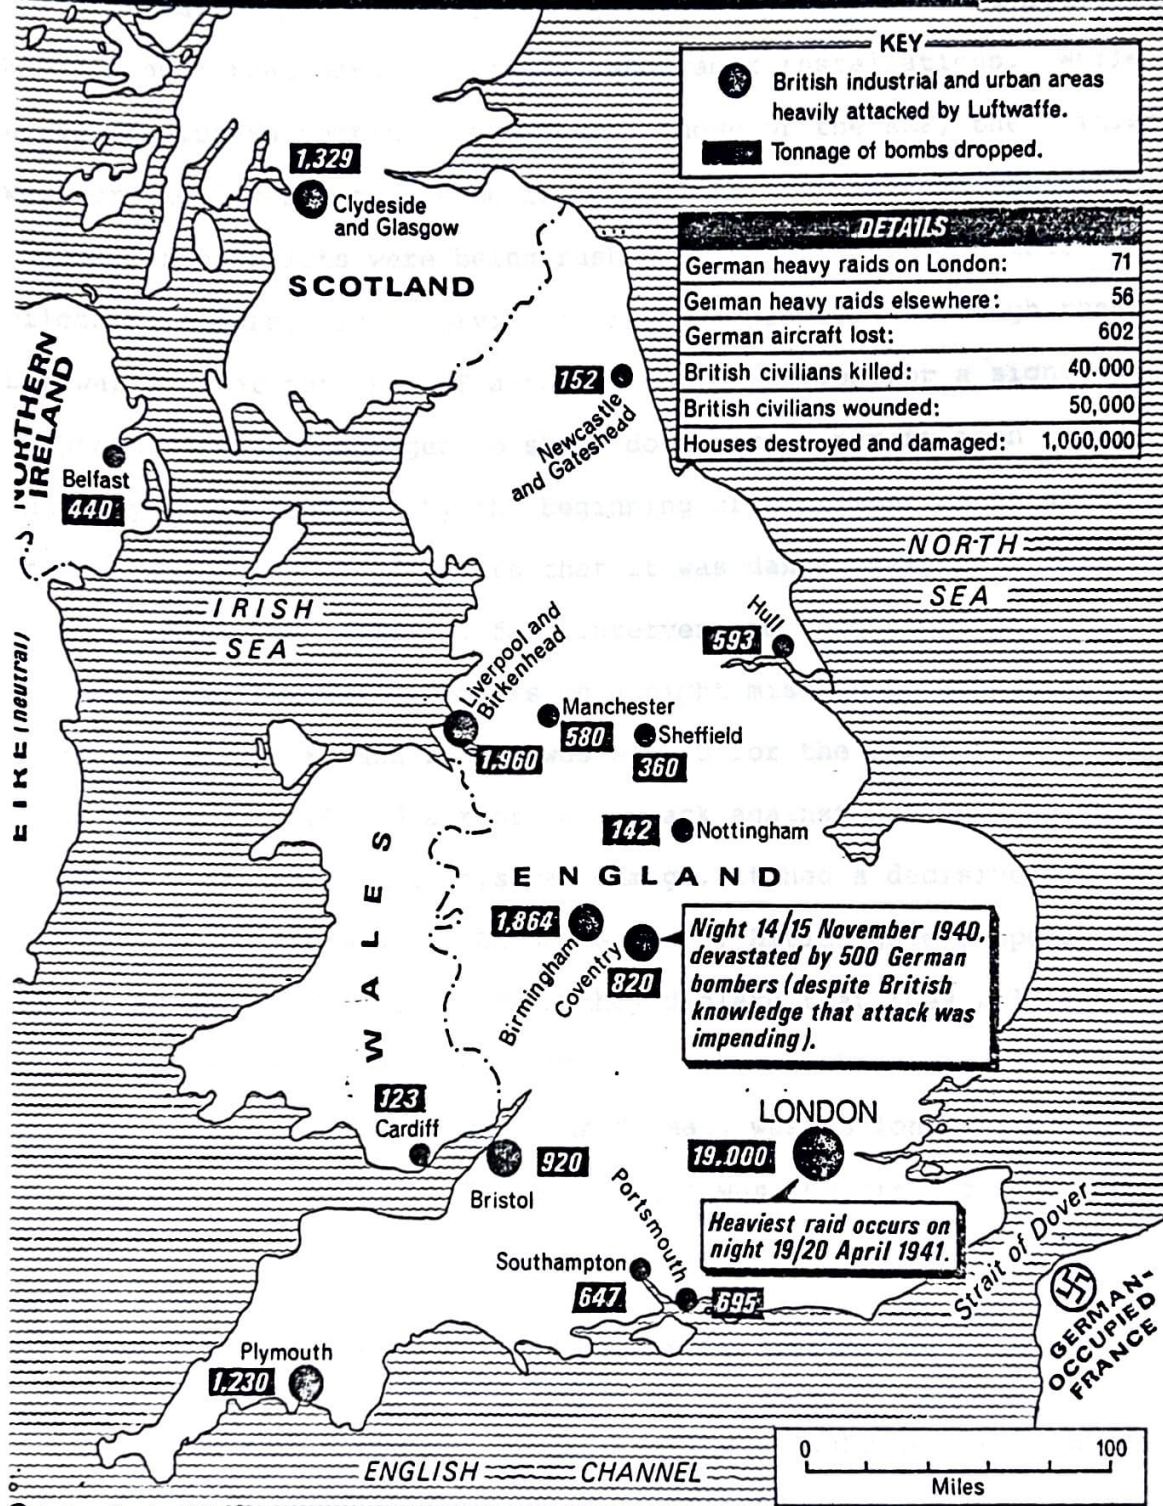 KEY
British industrial and urban areas
heavily attacked by Luftwaffe.
Tonnage of bombs dropped.
DETAILS
German heavy raids on London: 71
German heavy raids elsewhere: 56
German aircraft lost: 602
British civilians killed: 40.000
British civilians wounded: 50,000
Houses destroyed and damaged: 1,000,000
1,329
Clydeside
and Glasgow
SCOTLAND
NORTHERN
IRELAND
Belfast
440
152
Newcastle
and Gateshead
NORTH
SEA
IRISH
SEA
EIRE (neutral)
Hull
593
Liverpool and
Birkenhead
1,960
Manchester
580
Sheffield
360
142
Nottingham
ENGLAND
WALES
1,864
Birmingham
Coventry
820
Night 14/15 November 1940,
devastated by 500 German
bombers (despite British
knowledge that attack was
impending).
123
Cardiff
920
Bristol
LONDON
19.000
Heaviest raid occurs on
night 19/20 April 1941.
Portsmouth
695
Southampton
647
Strait of Dover
GERMAN-
OCCUPIED
FRANCE
Plymouth
1,230
ENGLISH CHANNEL
0 100
Miles